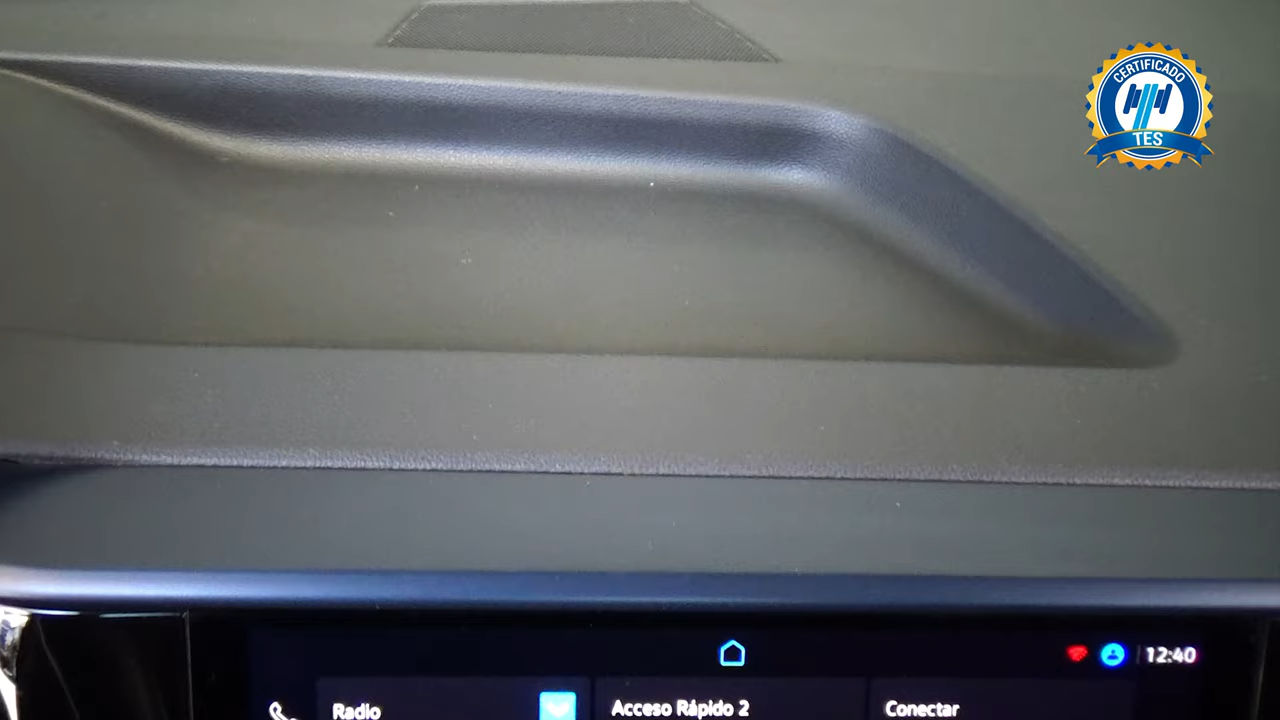 CERTIFICADO
TES
12:40
Radio
Acceso Rápido 2
Conectar